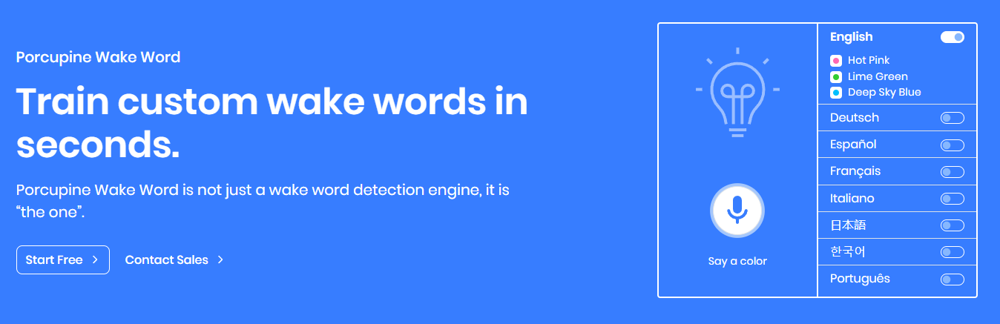 Porcupine Wake Word
Train custom wake words in
seconds.
Porcupine Wake Word is not just a wake word detection engine, it is
“the one”.
Start Free
Contact Sales
Say a color
English
Hot Pink
Lime Green
Deep Sky Blue
Deutsch
Español
Français
Italiano
日本語
한국어
Português